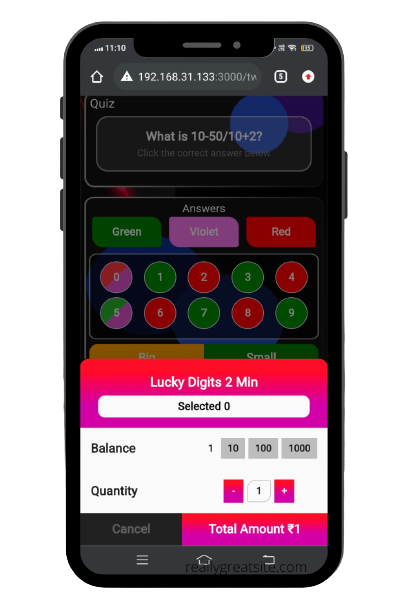 11:10
192.168.31.133:3000/tw
5
Quiz
What is 10-50/10+2?
Click the correct answer below
Answers
Green Violet Red
0 1 2 3 4
5 6 7 8 9
Big Small
Lucky Digits 2 Min
Selected 0
Balance 1 10 100 1000
Quantity - 1 +
Cancel Total Amount ₹1
reallygreatsite.com